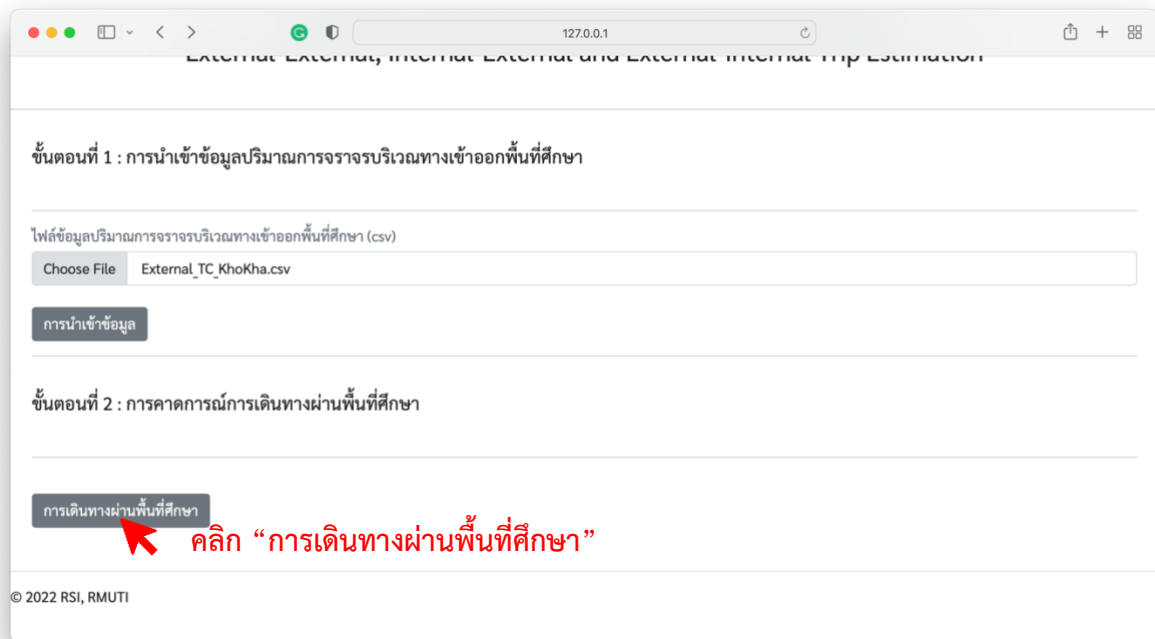 127.0.0.1
External-External, Internal-External and External-Internal Trip Estimation
ขั้นตอนที่ 1 : การนำเข้าข้อมูลปริมาณการจราจรบริเวณทางเข้าออกพื้นที่ศึกษา
ไฟล์ข้อมูลปริมาณการจราจรบริเวณทางเข้าออกพื้นที่ศึกษา (csv)
Choose File External_TC_KhoKha.csv
การนำเข้าข้อมูล
ขั้นตอนที่ 2 : การคาดการณ์การเดินทางผ่านพื้นที่ศึกษา
การเดินทางผ่านพื้นที่ศึกษา
คลิก “การเดินทางผ่านพื้นที่ศึกษา”
© 2022 RSI, RMUTI